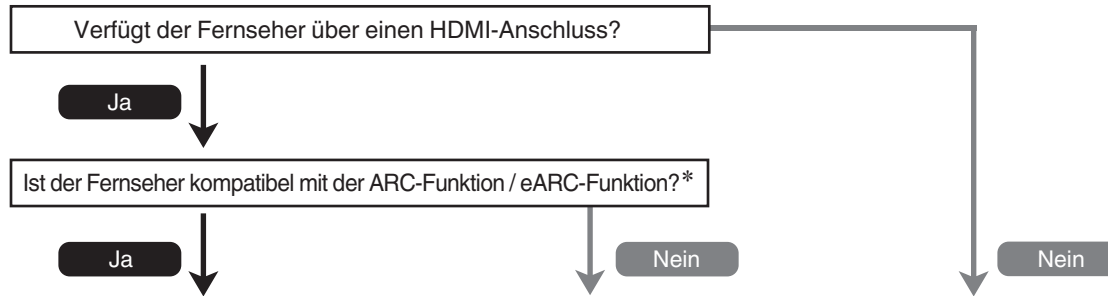 Verfügt der Fernseher über einen HDMI-Anschluss?
Ja
Ist der Fernseher kompatibel mit der ARC-Funktion / eARC-Funktion?*
Ja
Nein
Nein